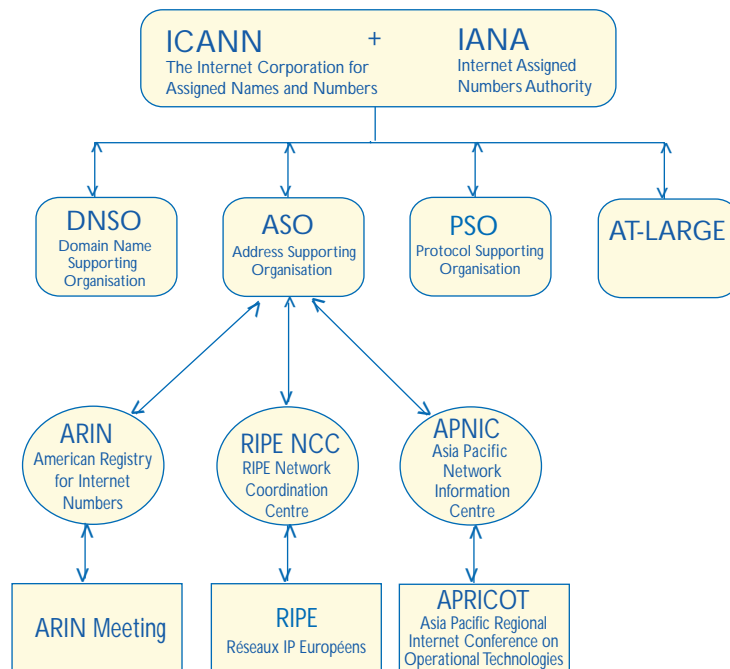 ICANN + IANA
The Internet Corporation for
Assigned Names and Numbers
Internet Assigned
Numbers Authority
DNSO
Domain Name
Supporting
Organisation
ASO
Address Supporting
Organisation
PSO
Protocol Supporting
Organisation
AT-LARGE
ARIN
American Registry
for Internet
Numbers
RIPE NCC
RIPE Network
Coordination
Centre
APNIC
Asia Pacific
Network
Information
Centre
ARIN Meeting
RIPE
Réseaux IP Européens
APRICOT
Asia Pacific Regional
Internet Conference on
Operational Technologies